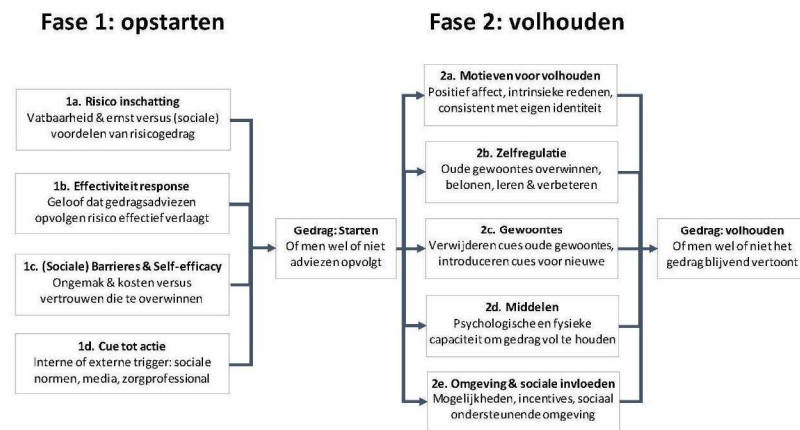 Fase 1: opstarten
Fase 2: volhouden
1a. Risico inschatting
Vatbaarheid & ernst versus (sociale)
voordelen van risicogedrag
1b. Effectiviteit response
Geloof dat gedragsadviezen
opvolgen risico effectief verlaagt
1c. (Sociale) Barrieres & Self-efficacy
Ongemak & kosten versus
vertrouwen die te overwinnen
1d. Cue tot actie
Interne of externe trigger: sociale
normen, media, zorgprofessional
Gedrag: Starten
Of men wel of niet
adviezen opvolgt
2a. Motieven voor volhouden
Positief affect, intrinsieke redenen,
consistent met eigen identiteit
2b. Zelfregulatie
Oude gewoontes overwinnen,
belonen, leren & verbeteren
2c. Gewoontes
Verwijderen cues oude gewoontes,
introduceren cues voor nieuwe
2d. Middelen
Psychologische en fysieke
capaciteit om gedrag vol te houden
2e. Omgeving & sociale invloeden
Mogelijkheden, incentives, sociaal
ondersteunende omgeving
Gedrag: volhouden
Of men wel of niet het
gedrag blijvend vertoont